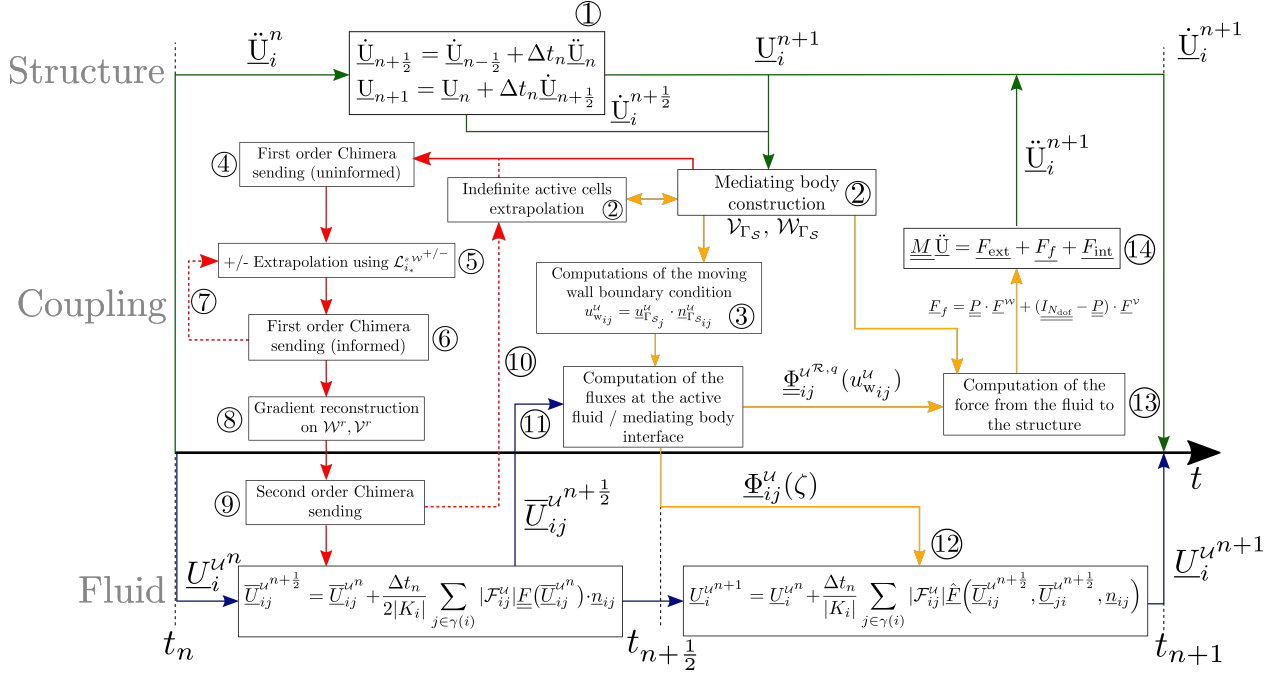 ①
Ü_i^n
U̇_{n+1/2} = U̇_{n-1/2} + Δt_n Ü_n
U_{n+1} = U_n + Δt_n U̇_{n+1/2}
U_i^{n+1}
U̇_i^{n+1}
Structure
U̇_i^{n+1/2}
④
First order Chimera
sending (uninformed)
Indefinite active cells
extrapolation ②
Mediating body
construction ②
𝒱_{Γ_𝒮}, 𝒲_{Γ_𝒮}
Ü_i^{n+1}
M Ü = F_ext + F_f + F_int
⑭
+/- Extrapolation using ℒ_{i_*}^{s 𝒲^{+/-}}
⑤
⑦
Coupling
Computations of the moving
wall boundary condition
u_{w_{ij}}^𝒰 = u_{Γ_{𝒮_j}}^𝒰 · n_{Γ_{𝒮_{ij}}}^𝒰 ③
F_f = P · F^𝒲 + (I_{N_dof} − P) · F^𝒱
First order Chimera
sending (informed)
⑥
⑩
Computation of the
fluxes at the active
fluid / mediating body
interface
Φ_{ij}^{𝒰^{ℛ,q}}(u_{w_{ij}}^𝒰)
Computation of the
force from the fluid to
the structure
⑬
⑧
Gradient reconstruction
on 𝒲^r, 𝒱^r
⑪
t
⑨
Second order Chimera
sending
U̅_{ij}^{𝒰^{n+1/2}}
Φ_{ij}^𝒰(ζ)
⑫
Fluid
U_i^{𝒰^n}
U̅_{ij}^{𝒰^{n+1/2}} = U̅_{ij}^{𝒰^n} + Δt_n/(2|K_i|) ∑_{j∈γ(i)} |ℱ_{ij}^𝒰| F(U̅_{ij}^{𝒰^n}) · n_{ij}
U_i^{𝒰^{n+1}} = U_i^{𝒰^n} + Δt_n/|K_i| ∑_{j∈γ(i)} |ℱ_{ij}^𝒰| F̂(U̅_{ij}^{𝒰^{n+1/2}}, U̅_{ji}^{𝒰^{n+1/2}}, n_{ij})
U_i^{𝒰^{n+1}}
t_n
t_{n+1/2}
t_{n+1}